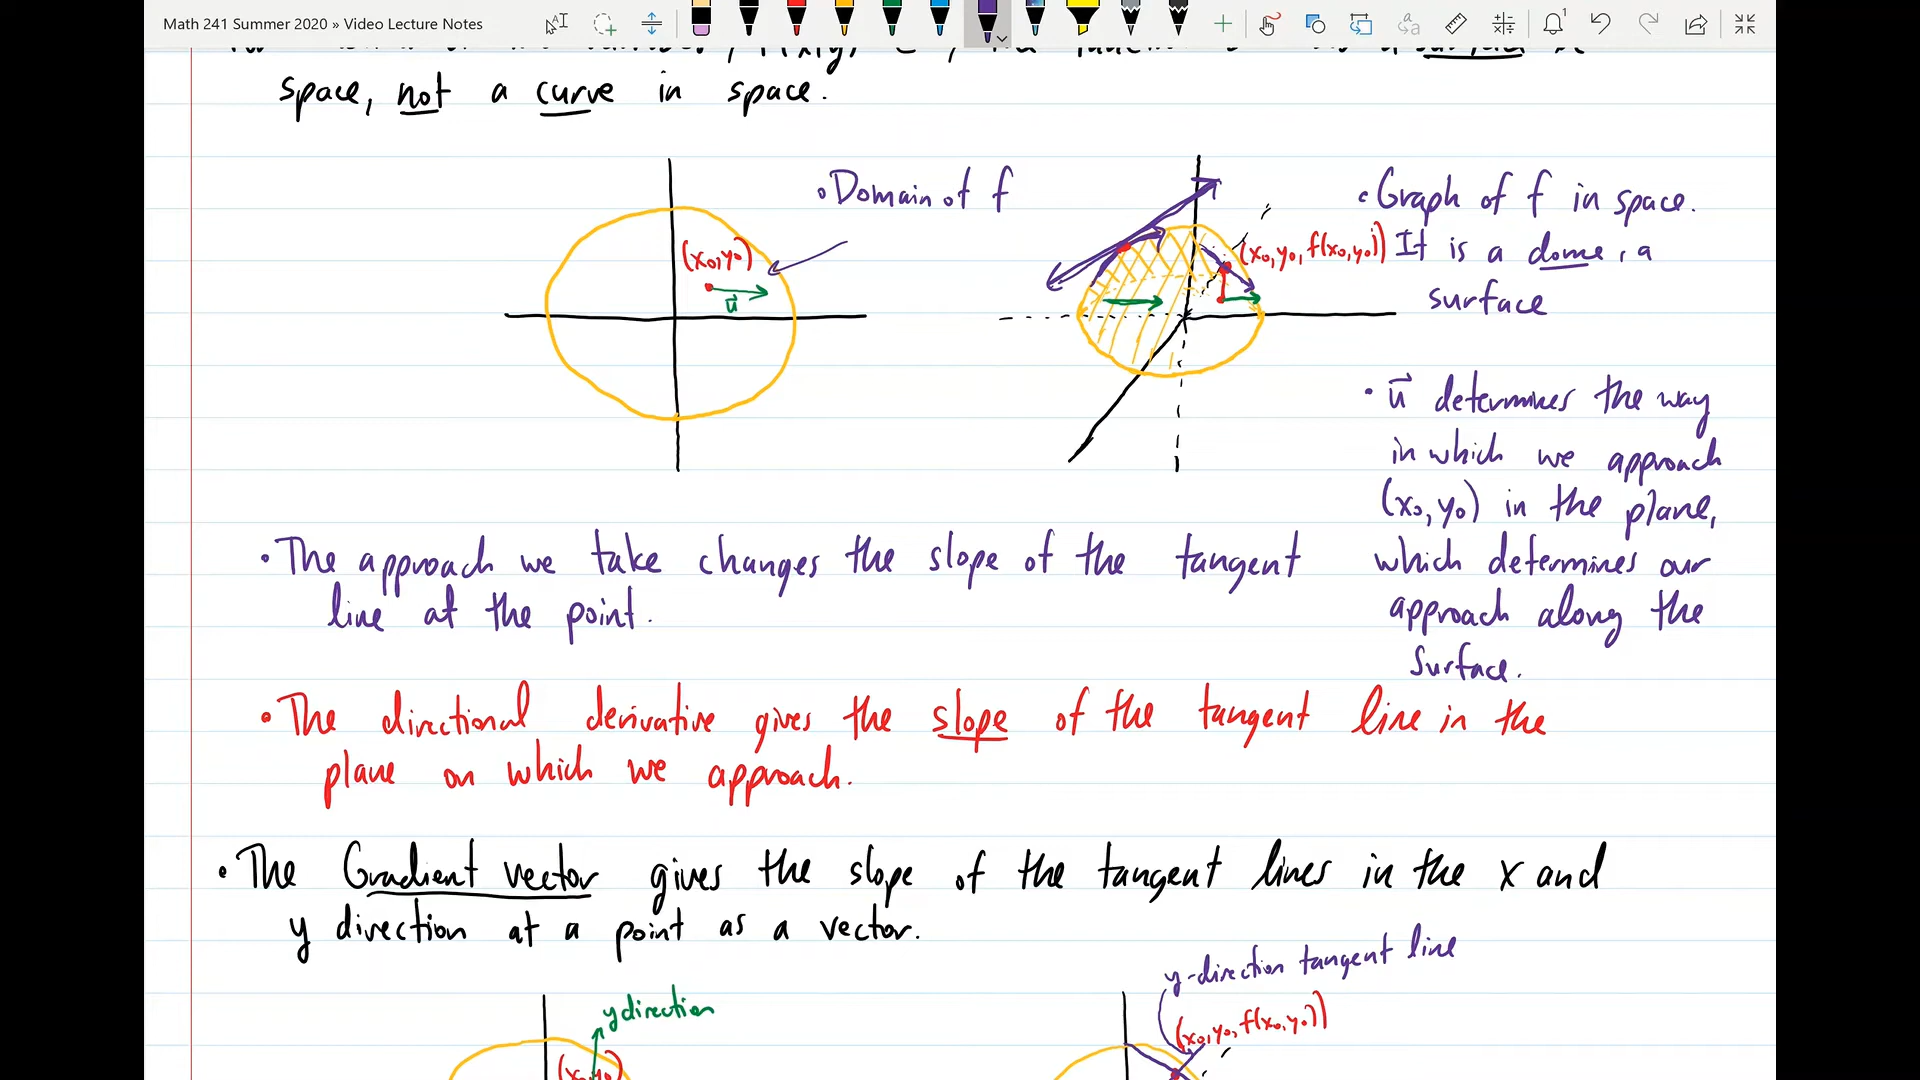 Math 241 Summer 2020 » Video Lecture Notes
space, not a curve in space.
• Domain of f
(x₀, y₀)
u⃗
(x₀, y₀, f(x₀, y₀))
• Graph of f in space.
It is a dome, a
surface
• u⃗ determines the way
in which we approach
(x₀, y₀) in the plane,
which determines our
approach along the
surface.
• The approach we take changes the slope of the tangent
line at the point.
• The directional derivative gives the slope of the tangent line in the
plane on which we approach.
• The Gradient vector gives the slope of the tangent lines in the x and
y direction at a point as a vector.
y direction
(x₀, y₀)
y-direction tangent line
(x₀, y₀, f(x₀, y₀))